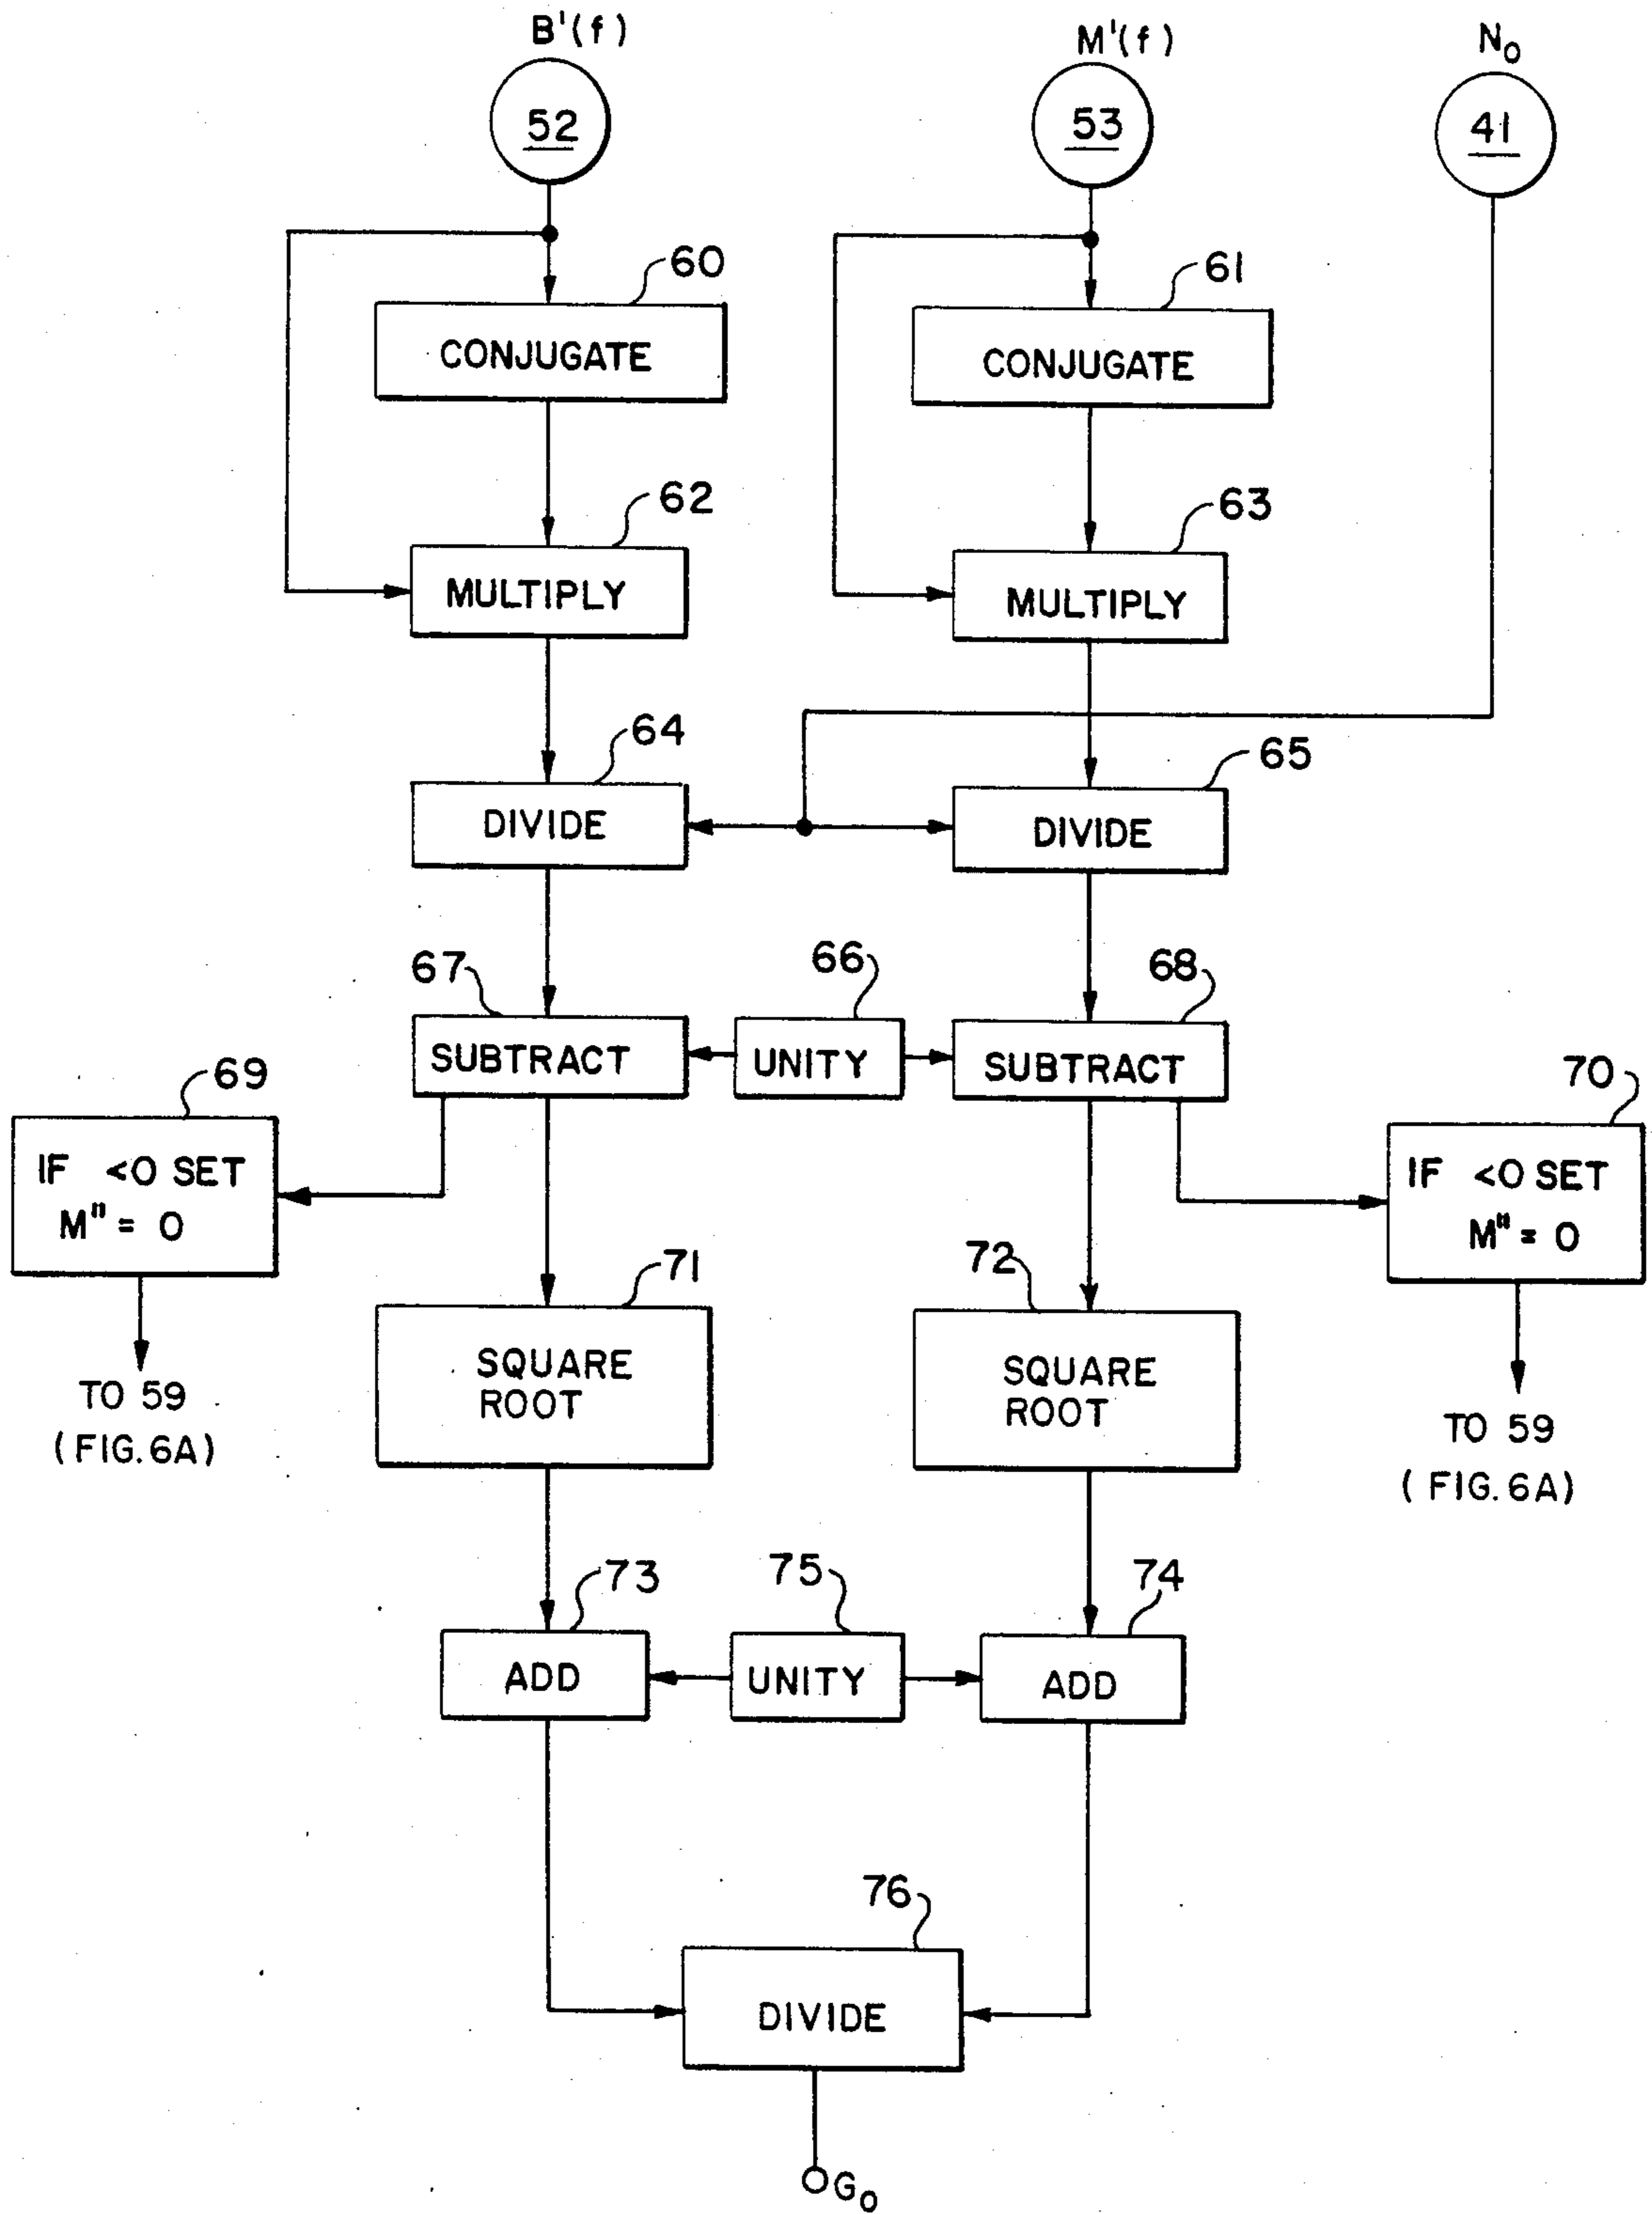 B'(f)
M'(f)
N₀
52
53
41
60
61
CONJUGATE
CONJUGATE
62
63
MULTIPLY
MULTIPLY
64
65
DIVIDE
DIVIDE
67
66
68
SUBTRACT
UNITY
SUBTRACT
69
70
IF <0 SET
M" = 0
IF <0 SET
M" = 0
71
72
TO 59
(FIG.6A)
SQUARE
ROOT
SQUARE
ROOT
TO 59
(FIG.6A)
73
75
74
ADD
UNITY
ADD
76
DIVIDE
G₀